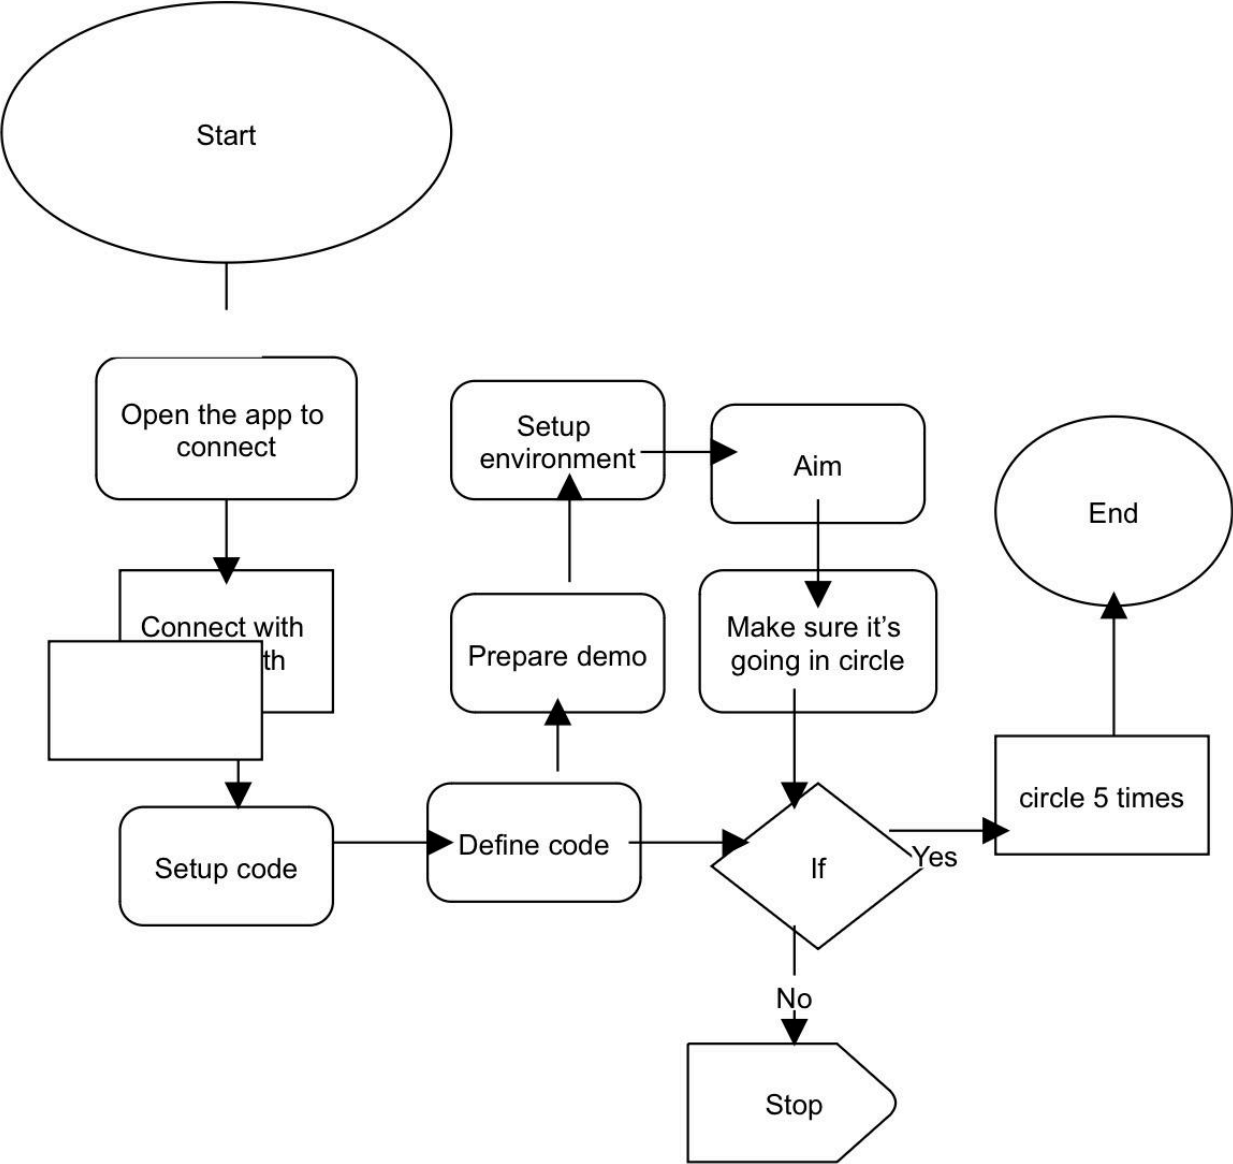 Start
Open the app to
connect
Connect with
th
Setup code
Define code
Prepare demo
Setup
environment
Aim
Make sure it’s
going in circle
If
Yes
circle 5 times
End
No
Stop